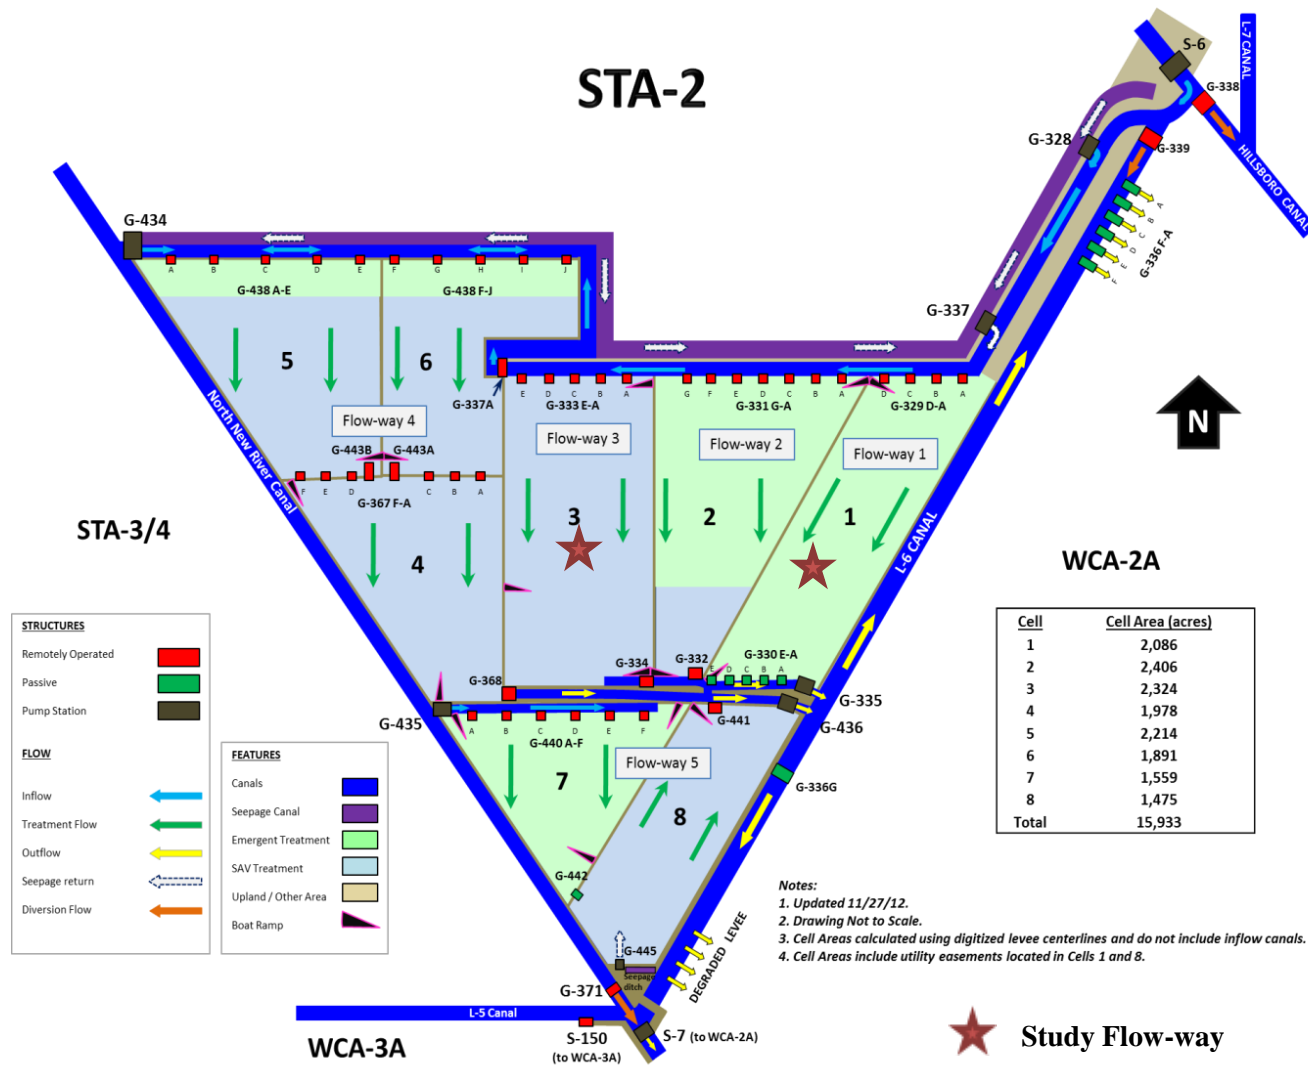 STA-2
S-6
L-7 CANAL
G-338
HILLSBORO CANAL
G-328
G-339
A
B
C
D
E
F
G-336 F-A
G-434
A B C D E F G H I J
G-438 A-E
G-438 F-J
G-337
5
6
G-337A
E D C B A
G-333 E-A
G F E D C B A
G-331 G-A
D C B A
G-329 D-A
N
North New River Canal
Flow-way 4
Flow-way 3
Flow-way 2
Flow-way 1
G-443B
G-443A
F E D
C B A
G-367 F-A
3
2
1
STA-3/4
4
L-6 CANAL
WCA-2A
STRUCTURES
Remotely Operated
Passive
Pump Station
FLOW
Inflow
Treatment Flow
Outflow
Seepage return
Diversion Flow
FEATURES
Canals
Seepage Canal
Emergent Treatment
SAV Treatment
Upland / Other Area
Boat Ramp
Cell Cell Area (acres)
1 2,086
2 2,406
3 2,324
4 1,978
5 2,214
6 1,891
7 1,559
8 1,475
Total 15,933
G-334
G-332
G-330 E-A
E D C B A
G-368
G-335
G-435
G-441
G-436
A B C D E F
G-440 A-F
Flow-way 5
7
8
G-336G
G-442
G-445
Seepage
ditch
DEGRADED LEVEE
G-371
L-5 Canal
WCA-3A
S-150
(to WCA-3A)
S-7 (to WCA-2A)
Notes:
1. Updated 11/27/12.
2. Drawing Not to Scale.
3. Cell Areas calculated using digitized levee centerlines and do not include inflow canals.
4. Cell Areas include utility easements located in Cells 1 and 8.
Study Flow-way